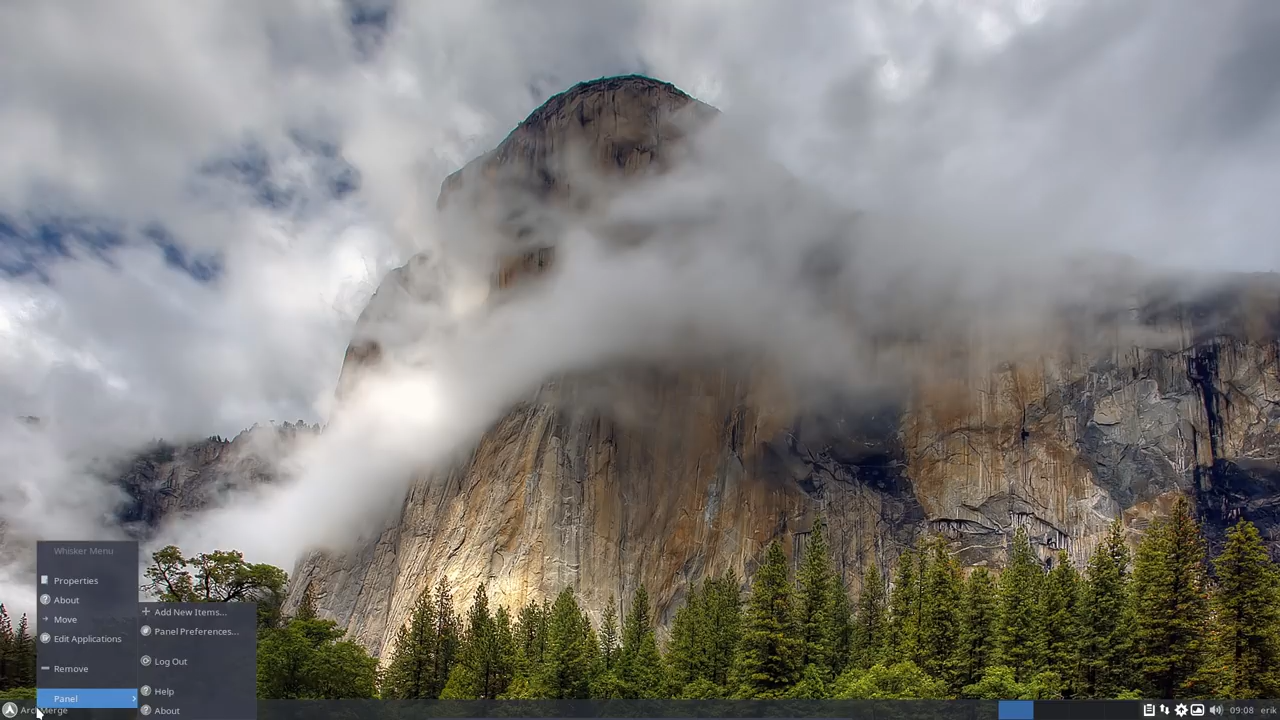 Whisker Menu
Properties
About
Move
Edit Applications
Remove
Panel
Add New Items...
Panel Preferences...
Log Out
Help
About
ArchMerge
09:08
erik